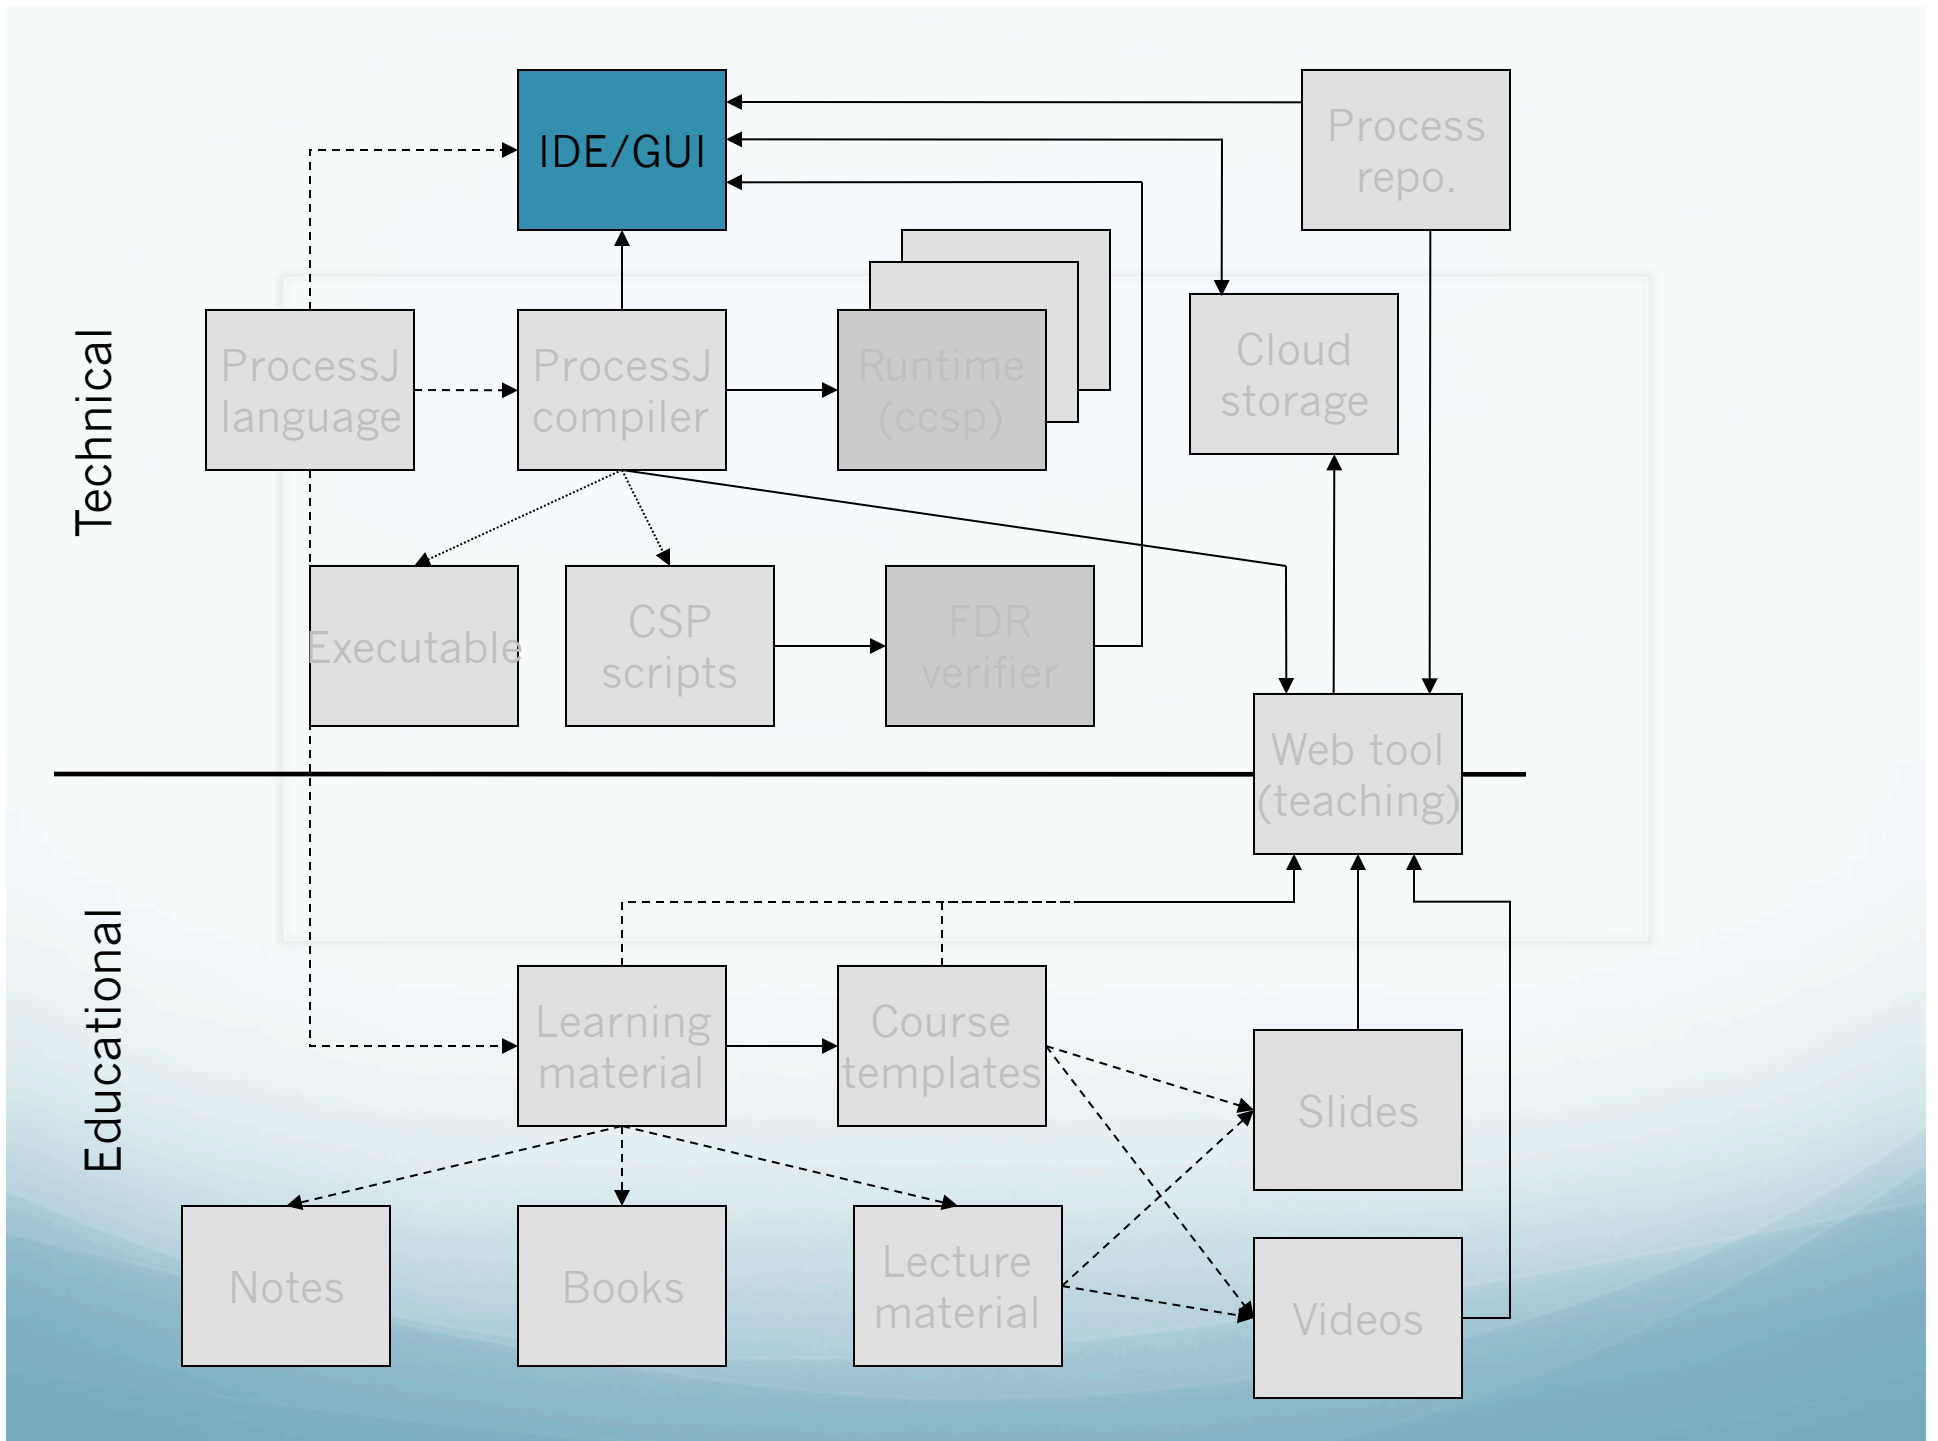 IDE/GUI
Process
repo.
Technical
ProcessJ
language
ProcessJ
compiler
Runtime
(ccsp)
Cloud
storage
Executable
CSP
scripts
FDR
verifier
Web tool
(teaching)
Educational
Learning
material
Course
templates
Slides
Notes
Books
Lecture
material
Videos